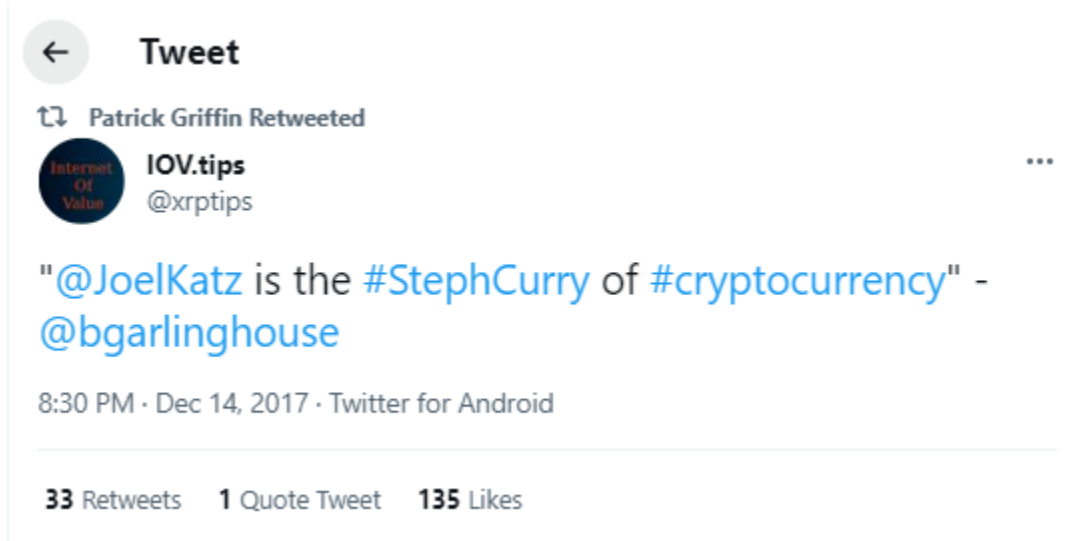 Tweet
Patrick Griffin Retweeted
Internet
Of
Value
IOV.tips
@xrptips
"@JoelKatz is the #StephCurry of #cryptocurrency" -
@bgarlinghouse
8:30 PM · Dec 14, 2017 · Twitter for Android
33 Retweets 1 Quote Tweet 135 Likes